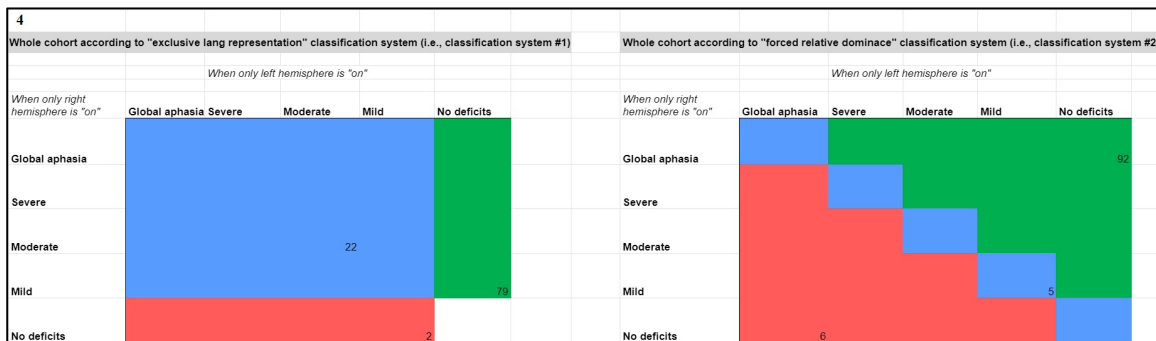 4
Whole cohort according to "exclusive lang representation" classification system (i.e., classification system #1)
When only left hemisphere is "on"
When only right
hemisphere is "on"
Global aphasia Severe Moderate Mild No deficits
Global aphasia
Severe
Moderate 22
Mild 79
No deficits 2
Whole cohort according to "forced relative dominace" classification system (i.e., classification system #2
When only left hemisphere is "on"
When only right
hemisphere is "on"
Global aphasia Severe Moderate Mild No deficits
Global aphasia 92
Severe
Moderate
Mild 5
No deficits 6